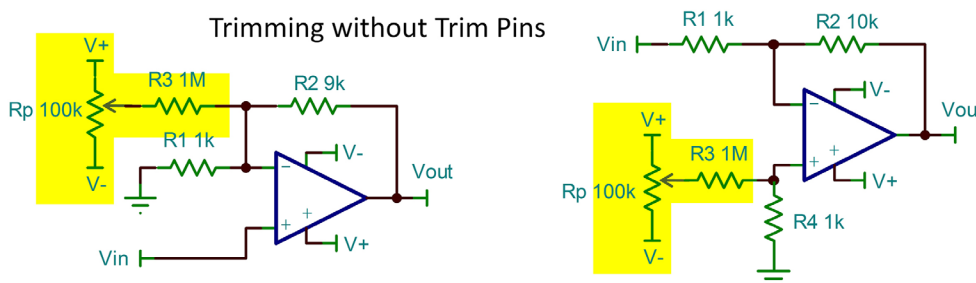 Trimming without Trim Pins
V+
R3 1M
Rp 100k
V-
R1 1k
R2 9k
V-
−
+
+
V+
Vout
Vin
R1 1k
R2 10k
Vin
V-
−
+
+
V+
Vou
V+
R3 1M
Rp 100k
V-
R4 1k